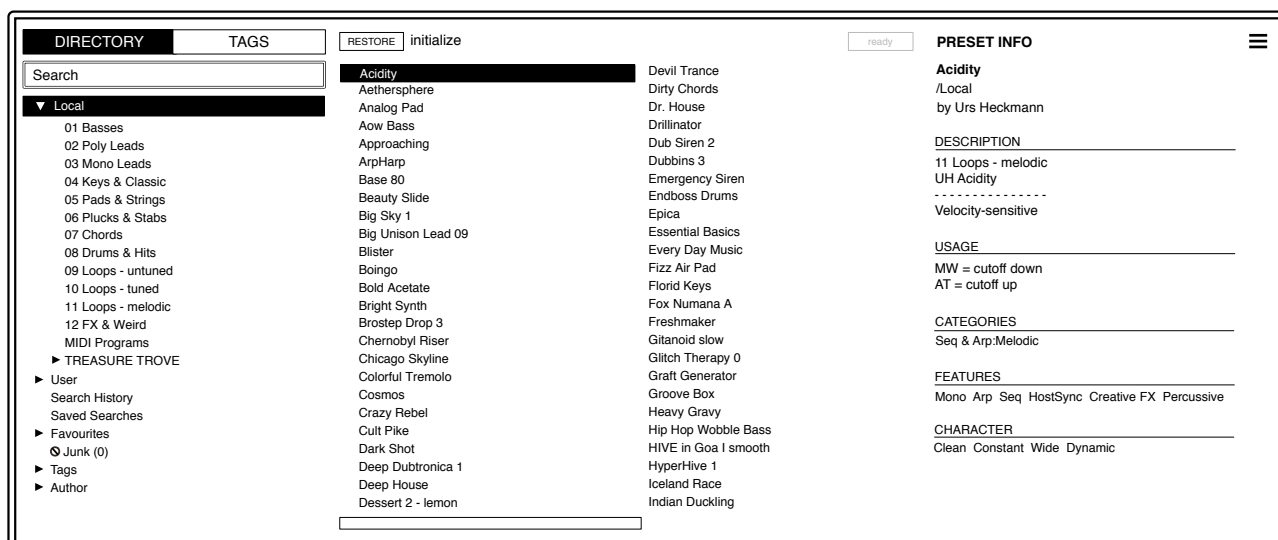 DIRECTORY
TAGS
Search
▼ Local
01 Basses
02 Poly Leads
03 Mono Leads
04 Keys & Classic
05 Pads & Strings
06 Plucks & Stabs
07 Chords
08 Drums & Hits
09 Loops - untuned
10 Loops - tuned
11 Loops - melodic
12 FX & Weird
MIDI Programs
► TREASURE TROVE
► User
Search History
Saved Searches
► Favourites
Junk (0)
► Tags
► Author
RESTORE initialize
ready
Acidity
Aethersphere
Analog Pad
Aow Bass
Approaching
ArpHarp
Base 80
Beauty Slide
Big Sky 1
Big Unison Lead 09
Blister
Boingo
Bold Acetate
Bright Synth
Brostep Drop 3
Chernobyl Riser
Chicago Skyline
Colorful Tremolo
Cosmos
Crazy Rebel
Cult Pike
Dark Shot
Deep Dubtronica 1
Deep House
Dessert 2 - lemon
Devil Trance
Dirty Chords
Dr. House
Drillinator
Dub Siren 2
Dubbins 3
Emergency Siren
Endboss Drums
Epica
Essential Basics
Every Day Music
Fizz Air Pad
Florid Keys
Fox Numana A
Freshmaker
Gitanoid slow
Glitch Therapy 0
Graft Generator
Groove Box
Heavy Gravy
Hip Hop Wobble Bass
HIVE in Goa I smooth
HyperHive 1
Iceland Race
Indian Duckling
PRESET INFO
Acidity
/Local
by Urs Heckmann
DESCRIPTION
11 Loops - melodic
UH Acidity
- - - - - - - - - - - - - - -
Velocity-sensitive
USAGE
MW = cutoff down
AT = cutoff up
CATEGORIES
Seq & Arp:Melodic
FEATURES
Mono Arp Seq HostSync Creative FX Percussive
CHARACTER
Clean Constant Wide Dynamic